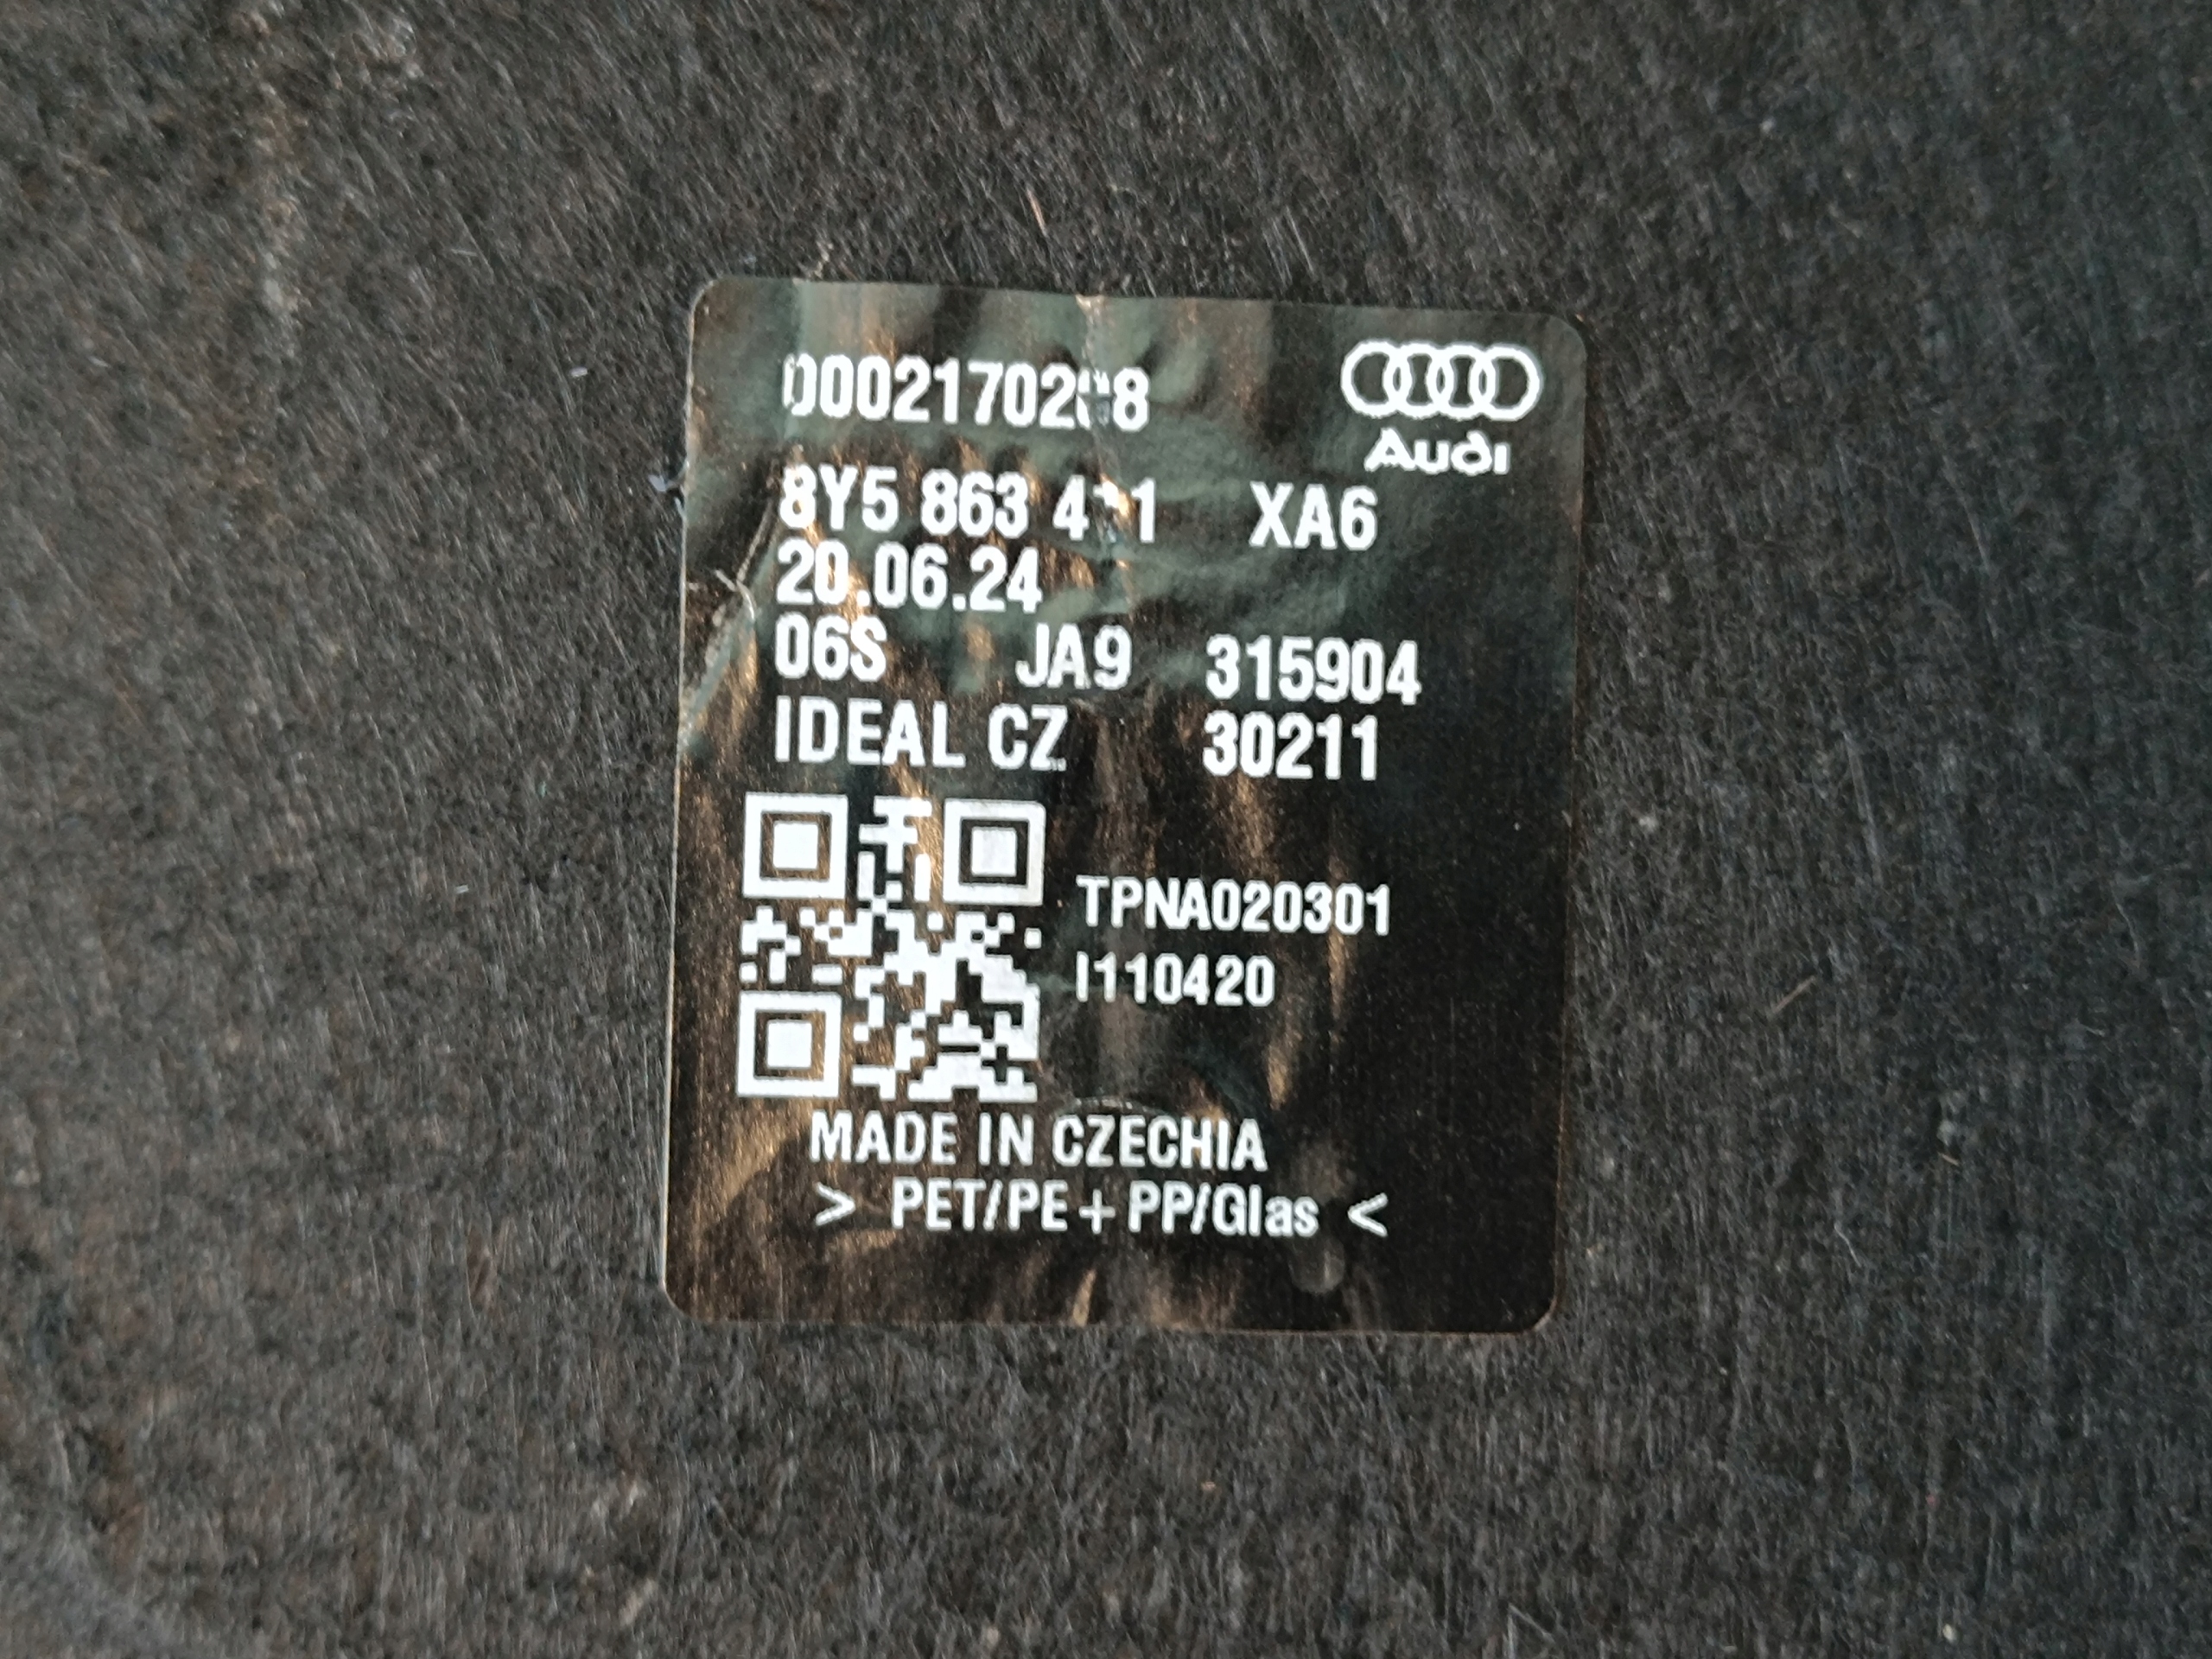 Audi
8Y5 863 XA6
20.06.24
06S JA9 315904
IDEAL CZ 30211
TPNA020301
I110420
MADE IN CZECHIA
> PET/PE + PP/Glas <